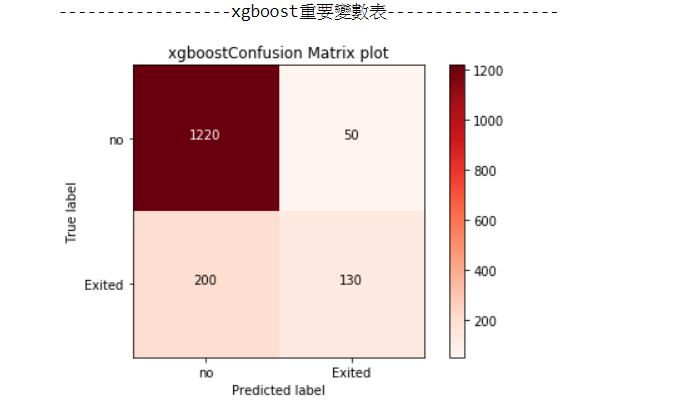 ------------------xgboost重要變數表------------------
xgboostConfusion Matrix plot
1200
1000
800
600
400
200
no
Exited
True label
1220
50
200
130
no
Exited
Predicted label